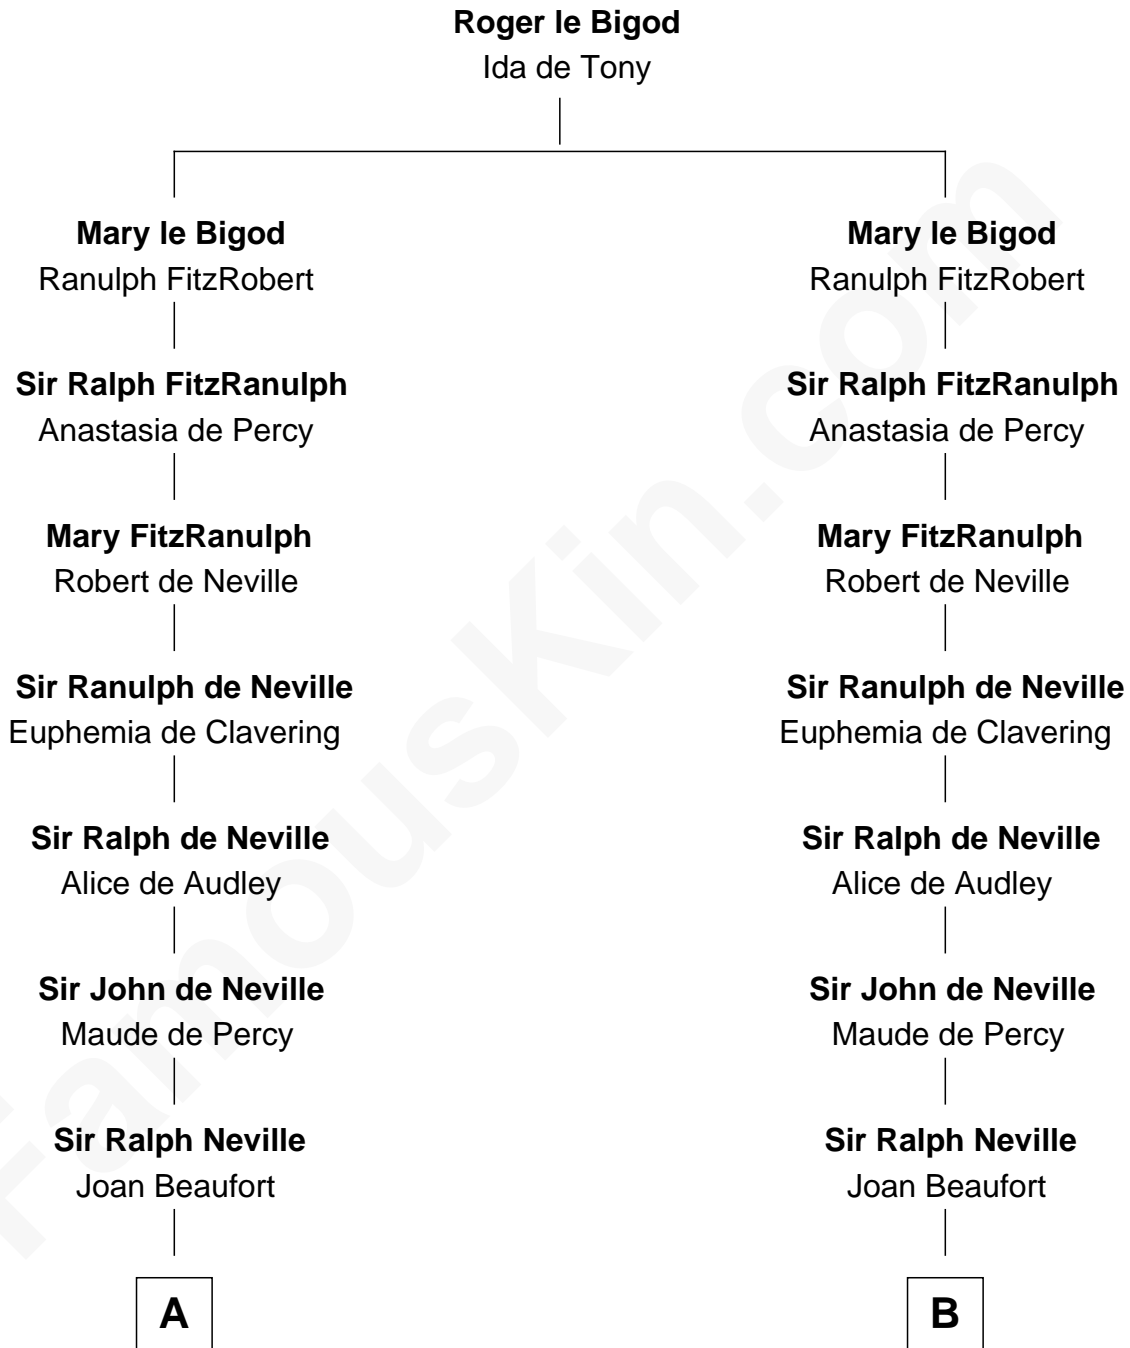 Roger le Bigod
Ida de Tony
Mary le Bigod
Ranulph FitzRobert
Sir Ralph FitzRanulph
Anastasia de Percy
Mary FitzRanulph
Robert de Neville
Sir Ranulph de Neville
Euphemia de Clavering
Sir Ralph de Neville
Alice de Audley
Sir John de Neville
Maude de Percy
Sir Ralph Neville
Joan Beaufort
A
Mary le Bigod
Ranulph FitzRobert
Sir Ralph FitzRanulph
Anastasia de Percy
Mary FitzRanulph
Robert de Neville
Sir Ranulph de Neville
Euphemia de Clavering
Sir Ralph de Neville
Alice de Audley
Sir John de Neville
Maude de Percy
Sir Ralph Neville
Joan Beaufort
B
FamousKin.com